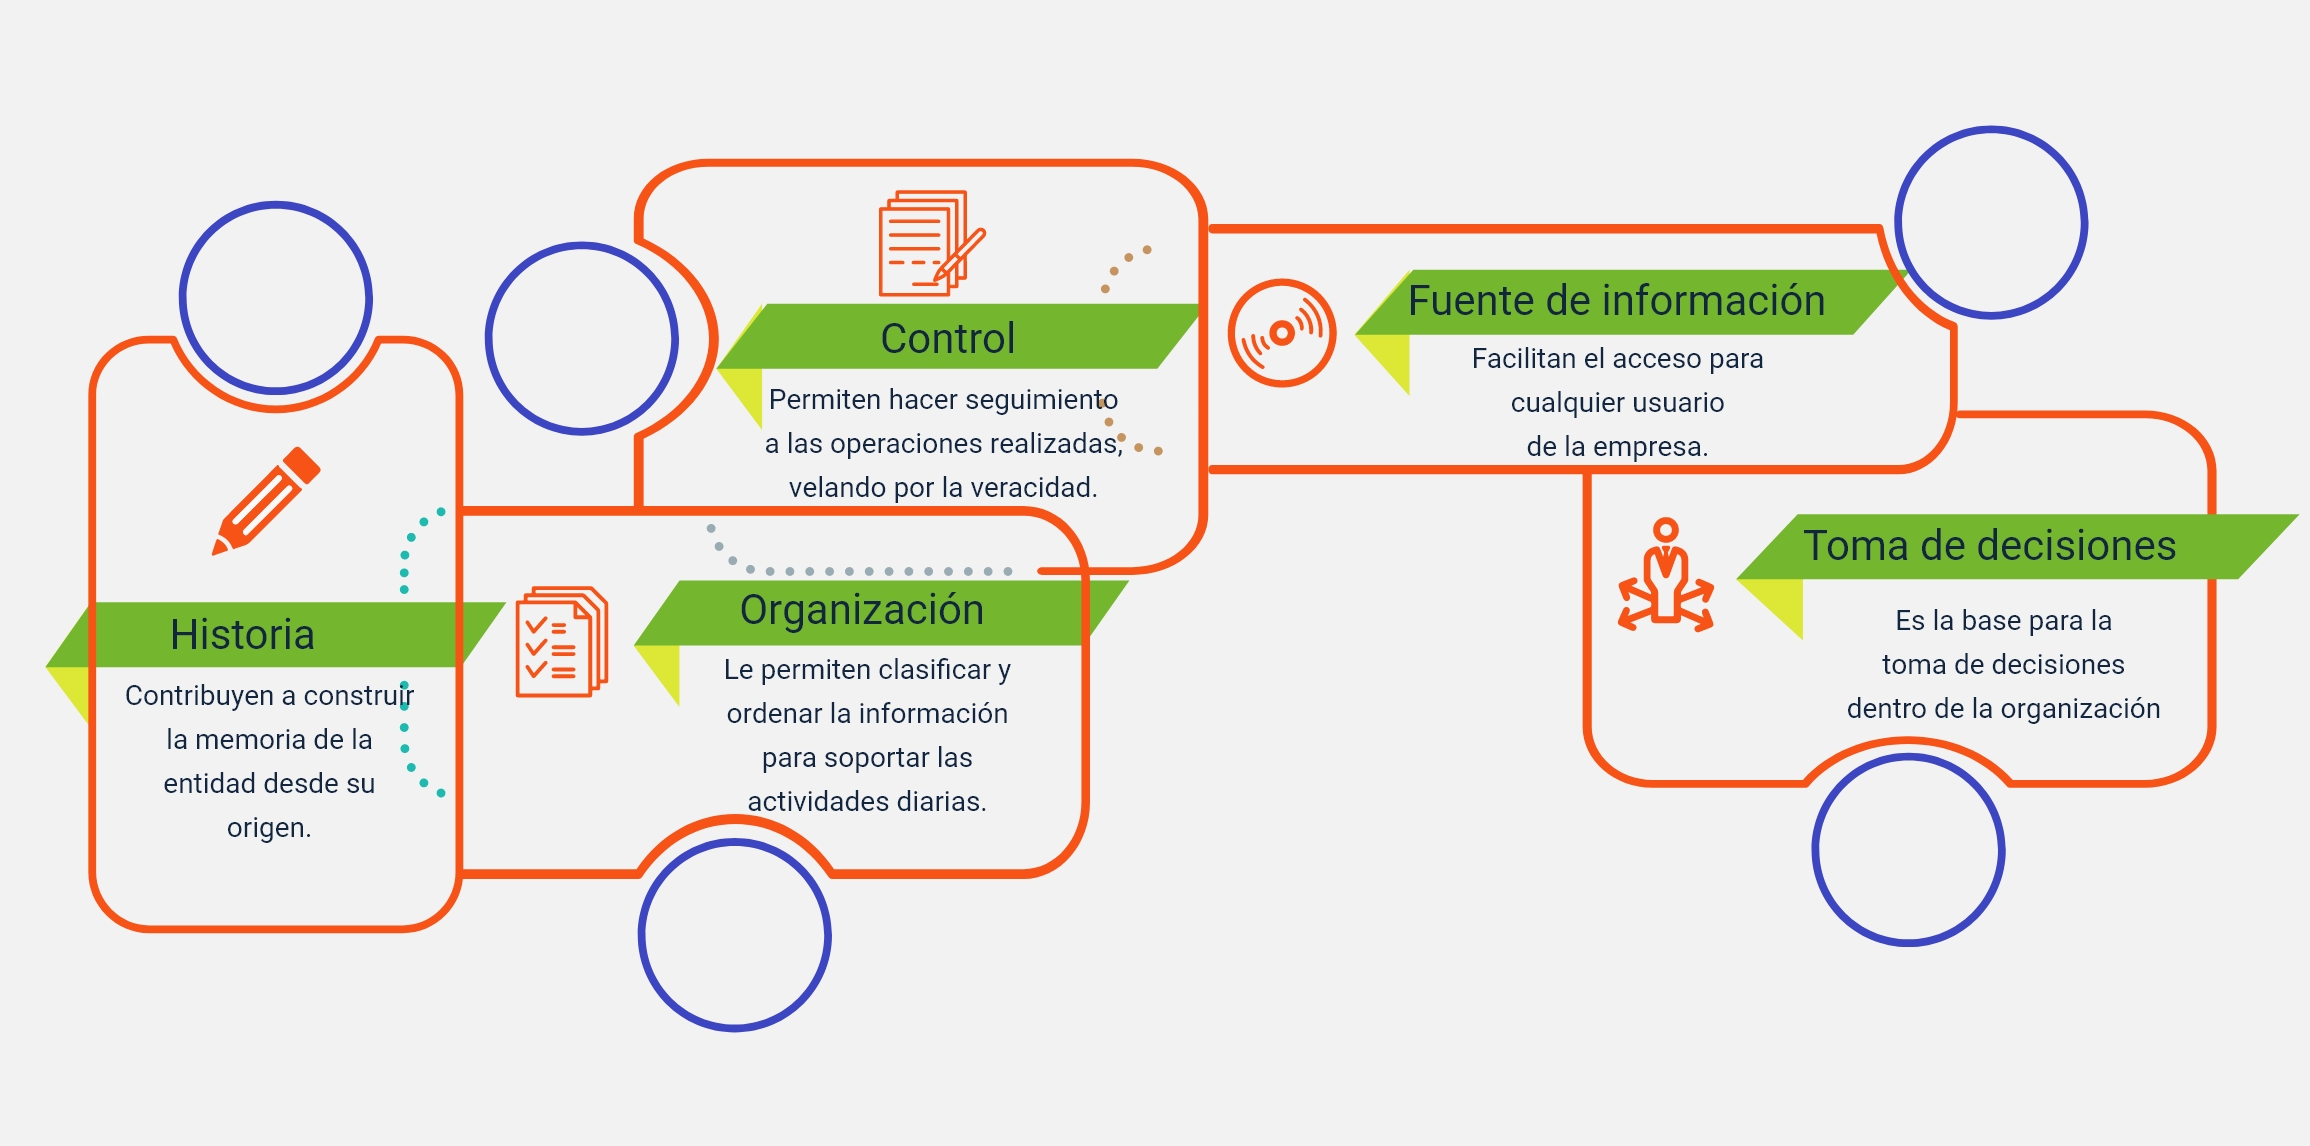 Historia
Contribuyen a construir
la memoria de la
entidad desde su
origen.
Organización
Le permiten clasificar y
ordenar la información
para soportar las
actividades diarias.
Control
Permiten hacer seguimiento
a las operaciones realizadas,
velando por la veracidad.
Fuente de información
Facilitan el acceso para
cualquier usuario
de la empresa.
Toma de decisiones
Es la base para la
toma de decisiones
dentro de la organización